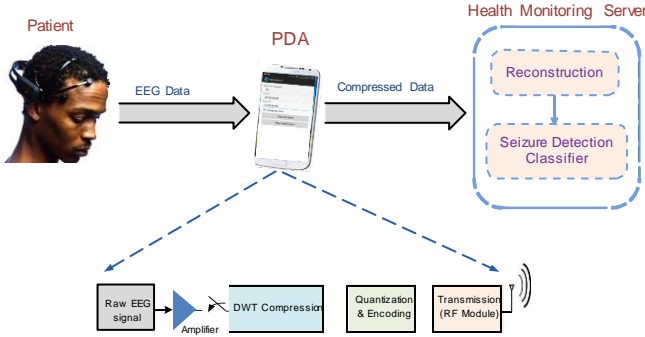 Patient
PDA
Health Monitoring Server
EEG Data
Compressed Data
Reconstruction
Seizure Detection
Classifier
Raw EEG
signal
Amplifier
DWT Compression
Quantization
& Encoding
Transmission
(RF Module)